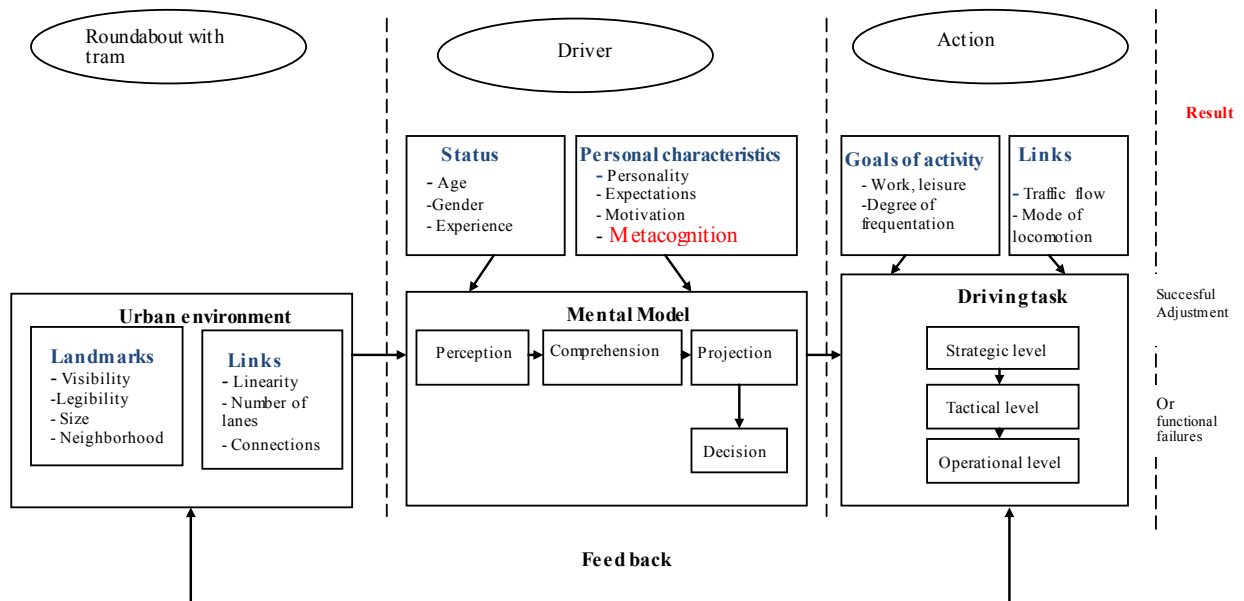 Roundabout with
tram
Driver
Action
Result
Status
- Age
-Gender
- Experience
Personal characteristics
- Personality
- Expectations
- Motivation
- Metacognition
Goals of activity
- Work, leisure
-Degree of
frequentation
Links
- Traffic flow
- Mode of
locomotion
Urban environment
Landmarks
- Visibility
-Legibility
- Size
- Neighborhood
Links
- Linearity
- Number of
lanes
- Connections
Mental Model
Perception
Comprehension
Projection
Decision
Driving task
Strategic level
Tactical level
Operational level
Succesful
Adjustment
Or
functional
failures
Feedback